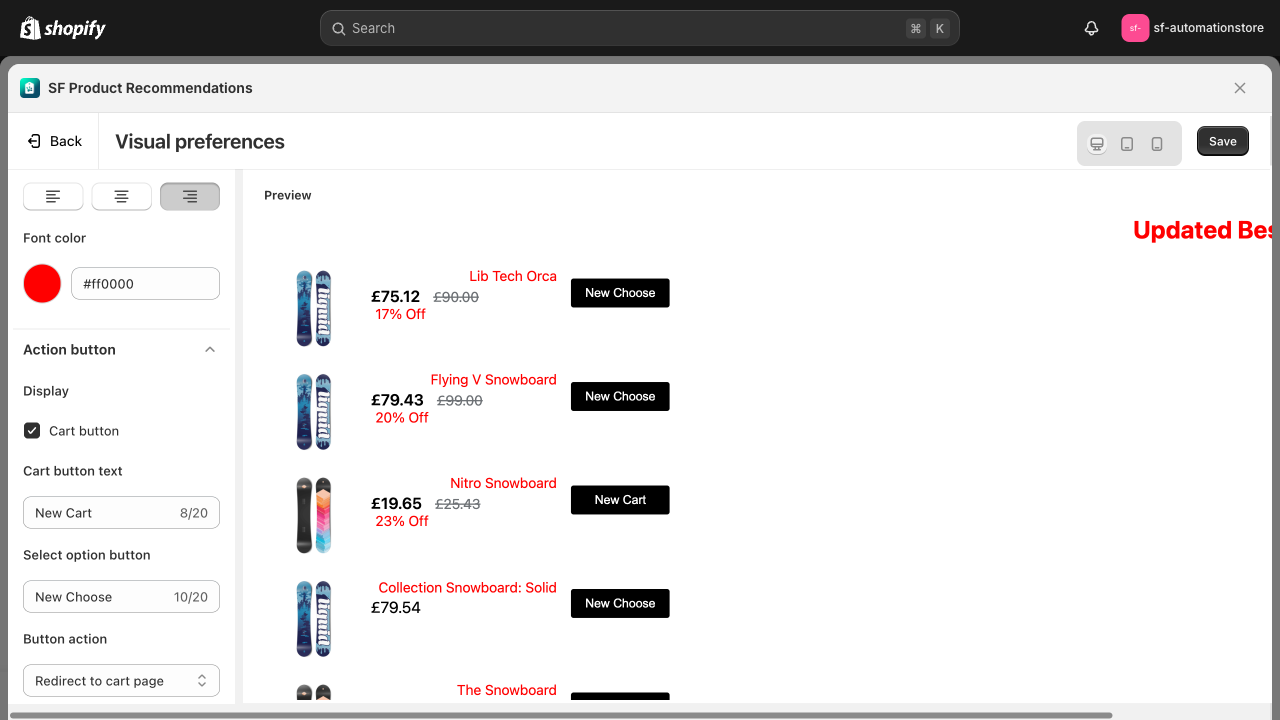 shopify
Search
⌘ K
sf-
sf-automationstore
SF Product Recommendations
Back
Visual preferences
Save
Font color
#ff0000
Action button
Display
Cart button
Cart button text
New Cart 8/20
Select option button
New Choose 10/20
Button action
Redirect to cart page
Preview
Updated Bes
Lib Tech Orca
£75.12 £90.00
17% Off
New Choose
Flying V Snowboard
£79.43 £99.00
20% Off
New Choose
Nitro Snowboard
£19.65 £25.43
23% Off
New Cart
Collection Snowboard: Solid
£79.54
New Choose
The Snowboard